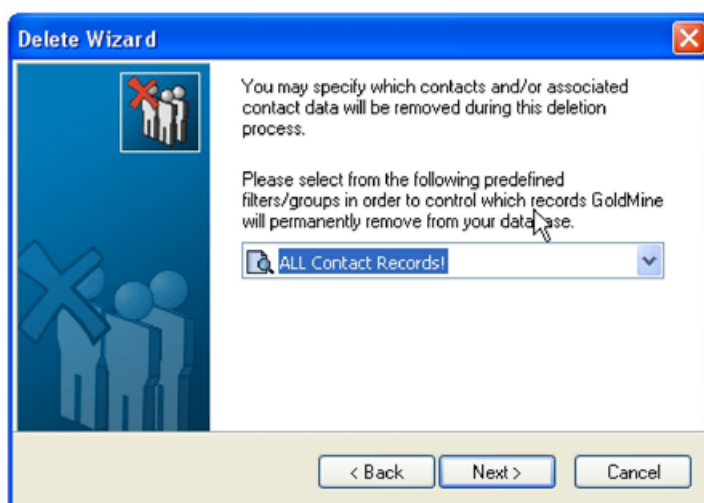 Delete Wizard
You may specify which contacts and/or associated
contact data will be removed during this deletion
process.
Please select from the following predefined
filters/groups in order to control which records GoldMine
will permanently remove from your database.
ALL Contact Records!
< Back
Next >
Cancel